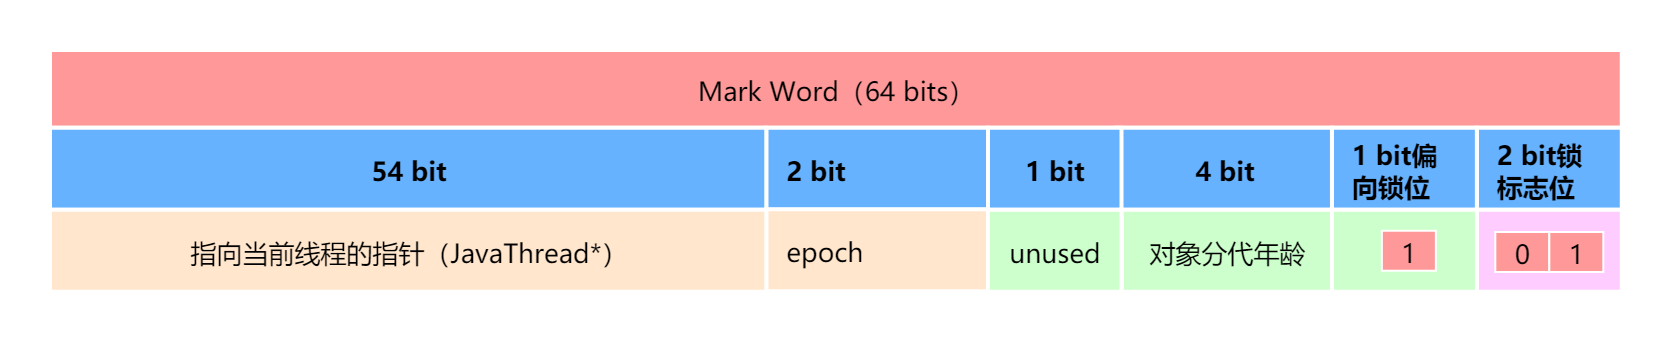 Mark Word（64 bits）
54 bit
2 bit
1 bit
4 bit
1 bit偏
向锁位
2 bit锁
标志位
指向当前线程的指针（JavaThread*）
epoch
unused
对象分代年龄
1
0 1